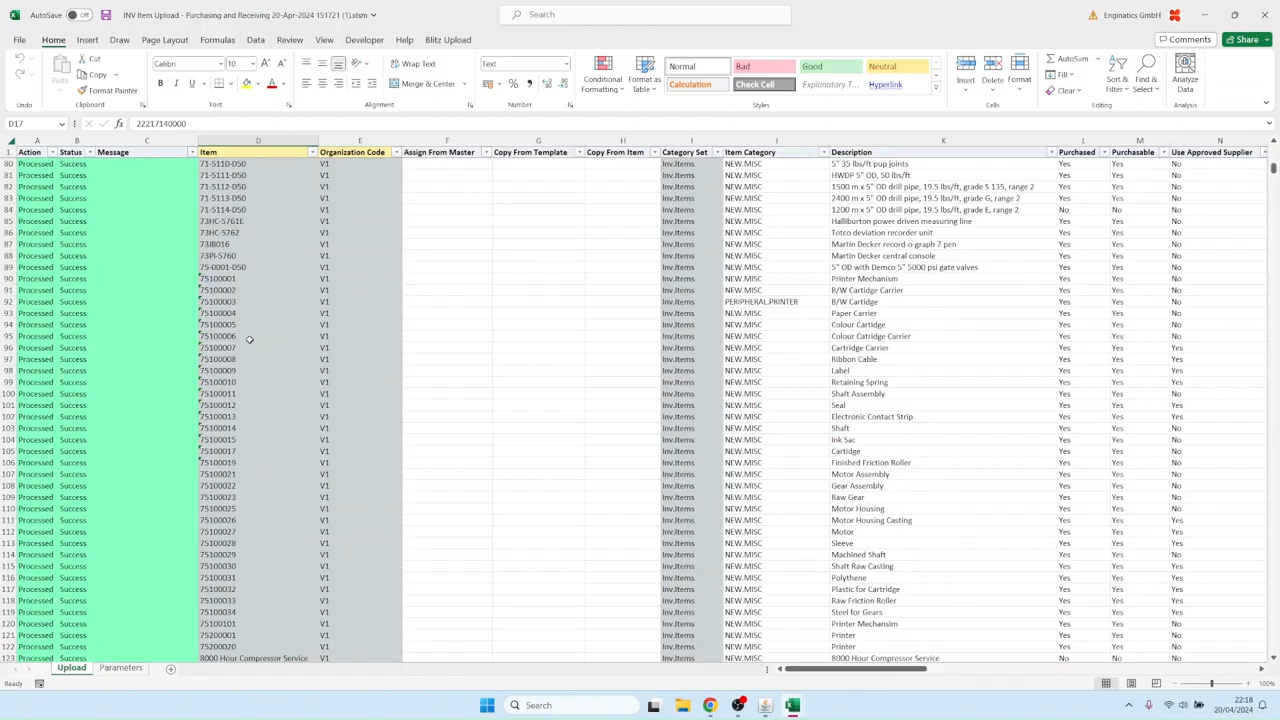 AutoSave Off INV Item Upload - Purchasing and Receiving 20-Apr-2024 151721 (1).xlsm Search Enginatics GmbH
File Home Insert Draw Page Layout Formulas Data Review View Developer Help Blitz Upload Comments Share
Paste Cut Copy Format Painter Calibri 10 Wrap Text Merge & Center Text Conditional Formatting Format as Table Normal Bad Good Neutral Calculation Check Cell Explanatory T... Hyperlink Insert Delete Format AutoSum Fill Clear Sort & Filter Find & Select Analyze Data
Undo Clipboard Font Alignment Number Styles Cells Editing Analysis
D17 22217140000
A B C D E F G H I J K L M N
1 Action Status Message Item Organization Code Assign From Master Copy From Template Copy From Item Category Set Item Category Description Purchased Purchasable Use Approved Supplier
80 Processed Success 71-5110-D50 V1 Inv.Items NEW.MISC 5" 35 lbs/ft pup joints Yes Yes No
81 Processed Success 71-5111-D50 V1 Inv.Items NEW.MISC HWDP 5" OD, 50 lbs/ft Yes Yes No
82 Processed Success 71-5112-D50 V1 Inv.Items NEW.MISC 1500 m x 5" OD drill pipe, 19.5 lbs/ft, grade S 135, range 2 Yes Yes No
83 Processed Success 71-5113-D50 V1 Inv.Items NEW.MISC 2400 m x 5" OD drill pipe, 19.5 lbs/ft, grade G, range 2 Yes Yes No
84 Processed Success 71-5114-D50 V1 Inv.Items NEW.MISC 1200 m x 5" OD drill pipe, 19.5 lbs/ft, grade E, range 2 No No No
85 Processed Success 73HC-5761E V1 Inv.Items NEW.MISC Halliburton power driven measuring line Yes Yes No
86 Processed Success 73HC-5762 V1 Inv.Items NEW.MISC Totco deviation recorder unit Yes Yes No
87 Processed Success 73JB016 V1 Inv.Items NEW.MISC Martin Decker record-o-graph 7 pen Yes Yes No
88 Processed Success 73PI-5760 V1 Inv.Items NEW.MISC Martin Decker central console Yes Yes No
89 Processed Success 75-0001-D50 V1 Inv.Items NEW.MISC 5" OD with Demco 5" 5000 psi gate valves Yes Yes No
90 Processed Success 75100001 V1 Inv.Items NEW.MISC Printer Mechanism Yes Yes No
91 Processed Success 75100002 V1 Inv.Items NEW.MISC B/W Cartidge Carrier Yes Yes No
92 Processed Success 75100003 V1 Inv.Items PERIPHERAL.PRINTER B/W Cartidge Yes Yes No
93 Processed Success 75100004 V1 Inv.Items NEW.MISC Paper Carrier Yes Yes No
94 Processed Success 75100005 V1 Inv.Items NEW.MISC Colour Cartidge Yes Yes No
95 Processed Success 75100006 V1 Inv.Items NEW.MISC Colour Catridge Carrier Yes Yes No
96 Processed Success 75100007 V1 Inv.Items NEW.MISC Cartridge Carrier Yes Yes Yes
97 Processed Success 75100008 V1 Inv.Items NEW.MISC Ribbon Cable Yes Yes Yes
98 Processed Success 75100009 V1 Inv.Items NEW.MISC Label Yes Yes Yes
99 Processed Success 75100010 V1 Inv.Items NEW.MISC Retaining Spring Yes Yes Yes
100 Processed Success 75100011 V1 Inv.Items NEW.MISC Shaft Assembly Yes Yes No
101 Processed Success 75100012 V1 Inv.Items NEW.MISC Seal Yes Yes Yes
102 Processed Success 75100013 V1 Inv.Items NEW.MISC Electronic Contact Strip Yes Yes Yes
103 Processed Success 75100014 V1 Inv.Items NEW.MISC Shaft Yes Yes No
104 Processed Success 75100015 V1 Inv.Items NEW.MISC Ink Sac Yes Yes No
105 Processed Success 75100017 V1 Inv.Items NEW.MISC Cartidge Yes Yes No
106 Processed Success 75100019 V1 Inv.Items NEW.MISC Finished Friction Roller Yes Yes No
107 Processed Success 75100021 V1 Inv.Items NEW.MISC Motor Assembly Yes Yes No
108 Processed Success 75100022 V1 Inv.Items NEW.MISC Gear Assembly Yes Yes No
109 Processed Success 75100023 V1 Inv.Items NEW.MISC Raw Gear Yes Yes No
110 Processed Success 75100025 V1 Inv.Items NEW.MISC Motor Housing Yes Yes No
111 Processed Success 75100026 V1 Inv.Items NEW.MISC Motor Housing Casting Yes Yes Yes
112 Processed Success 75100027 V1 Inv.Items NEW.MISC Motor Yes Yes Yes
113 Processed Success 75100028 V1 Inv.Items NEW.MISC Sleeve Yes Yes Yes
114 Processed Success 75100029 V1 Inv.Items NEW.MISC Machined Shaft Yes Yes No
115 Processed Success 75100030 V1 Inv.Items NEW.MISC Shaft Raw Casting Yes Yes Yes
116 Processed Success 75100031 V1 Inv.Items NEW.MISC Polythene Yes Yes Yes
117 Processed Success 75100032 V1 Inv.Items NEW.MISC Plastic for Cartridge Yes Yes Yes
118 Processed Success 75100033 V1 Inv.Items NEW.MISC Raw Friction Roller Yes Yes Yes
119 Processed Success 75100034 V1 Inv.Items NEW.MISC Steel for Gears Yes Yes Yes
120 Processed Success 75100101 V1 Inv.Items NEW.MISC Printer Mechansim Yes Yes No
121 Processed Success 75200001 V1 Inv.Items NEW.MISC Printer Yes Yes No
122 Processed Success 75200020 V1 Inv.Items NEW.MISC Printer Yes Yes No
123 Processed Success 8000 Hour Compressor Service V1 Inv.Items NEW.MISC 8000 Hour Compressor Service No No No
Upload Parameters
Ready 100%
Search 22:18
20/04/2024